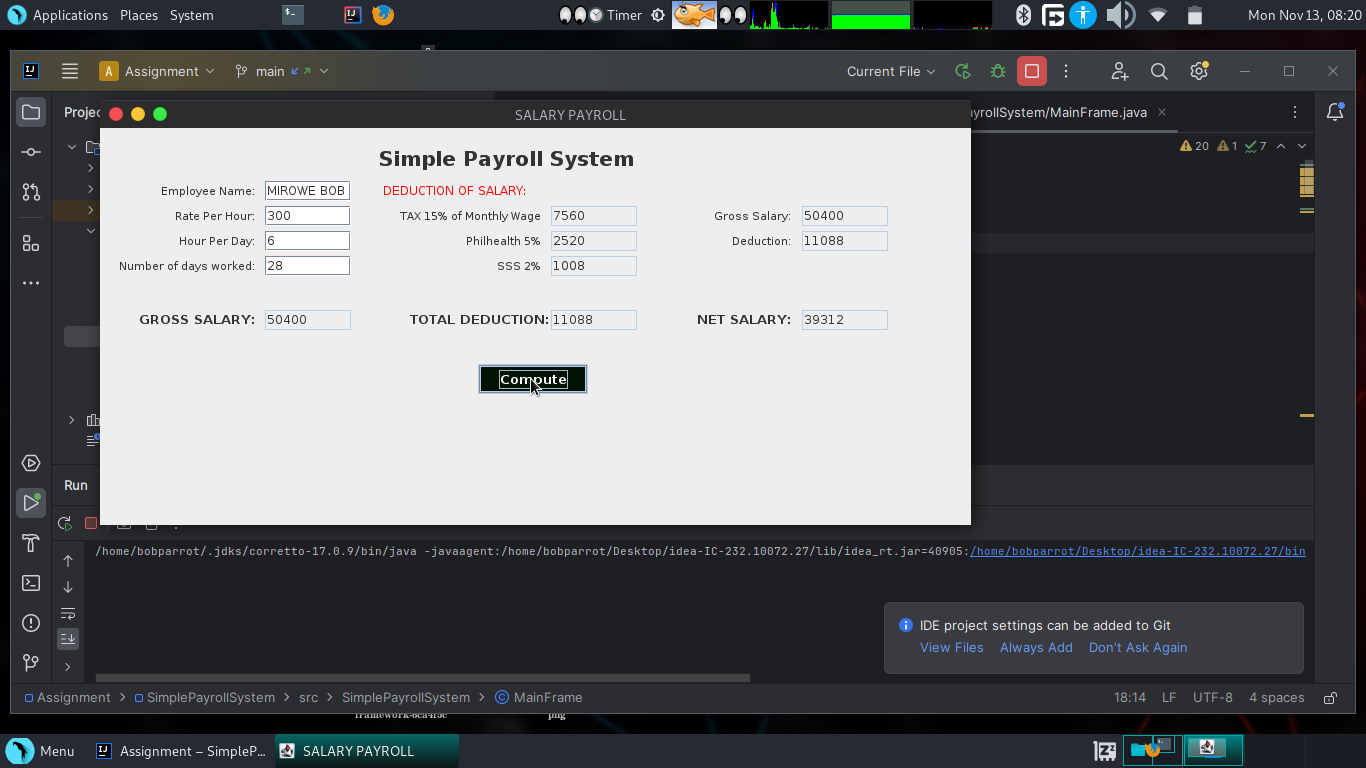 Applications Places System Timer Mon Nov 13, 08:20
A Assignment main Current File
Projec
ayrollSystem/MainFrame.java
20 1 7
SALARY PAYROLL
Simple Payroll System
Employee Name: MIROWE BOB DEDUCTION OF SALARY:
Rate Per Hour: 300 TAX 15% of Monthly Wage 7560 Gross Salary: 50400
Hour Per Day: 6 Philhealth 5% 2520 Deduction: 11088
Number of days worked: 28 SSS 2% 1008
GROSS SALARY: 50400 TOTAL DEDUCTION: 11088 NET SALARY: 39312
Compute
Run
/home/bobparrot/.jdks/corretto-17.0.9/bin/java -javaagent:/home/bobparrot/Desktop/idea-IC-232.10072.27/lib/idea_rt.jar=40905:/home/bobparrot/Desktop/idea-IC-232.10072.27/bin
IDE project settings can be added to Git
View Files Always Add Don't Ask Again
Assignment > SimplePayrollSystem > src > SimplePayrollSystem > MainFrame 18:14 LF UTF-8 4 spaces
png
Menu Assignment – SimpleP... SALARY PAYROLL